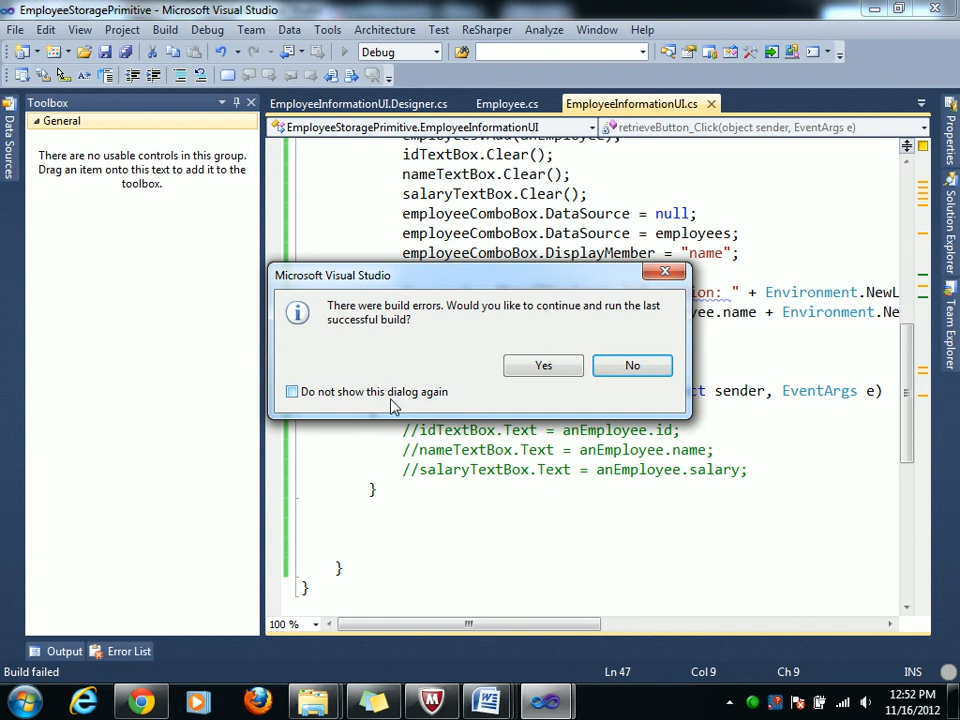 EmployeeStoragePrimitive - Microsoft Visual Studio
File Edit View Project Build Debug Team Data Tools Architecture Test ReSharper Analyze Window Help
Debug
Toolbox
EmployeeInformationUI.Designer.cs Employee.cs EmployeeInformationUI.cs
General
EmployeeStoragePrimitive.EmployeeInformationUI
retrieveButton_Click(object sender, EventArgs e)
There are no usable controls in this group.
Drag an item onto this text to add it to the
toolbox.
Data Sources
Properties
Solution Explorer
Team Explorer
employees.Add(anEmployee);
idTextBox.Clear();
nameTextBox.Clear();
salaryTextBox.Clear();
employeeComboBox.DataSource = null;
employeeComboBox.DataSource = employees;
employeeComboBox.DisplayMember = "name";
ion: " + Environment.NewL
ee.name + Environment.Ne
ct sender, EventArgs e)
Microsoft Visual Studio
There were build errors. Would you like to continue and run the last
successful build?
Yes No
Do not show this dialog again
//idTextBox.Text = anEmployee.id;
//nameTextBox.Text = anEmployee.name;
//salaryTextBox.Text = anEmployee.salary;
}
}
}
100 %
Output Error List
Build failed Ln 47 Col 9 Ch 9 INS
12:52 PM
11/16/2012